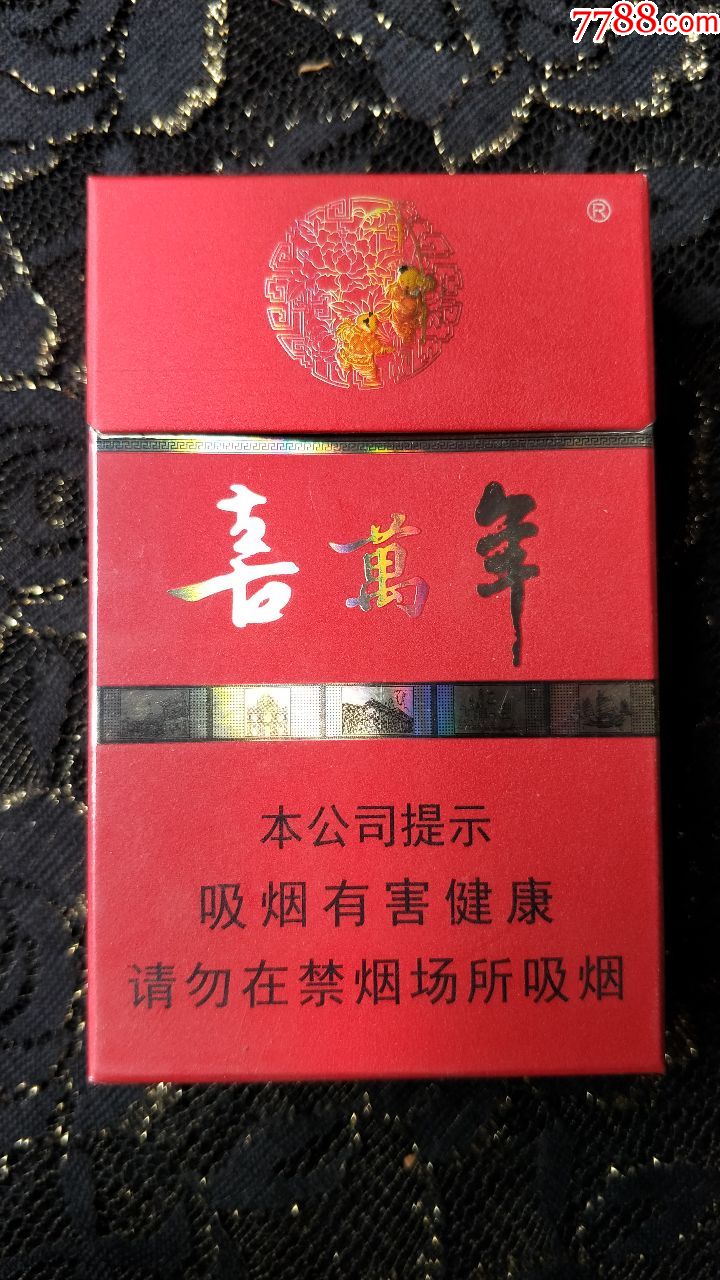 7788.com
®
喜萬年
本公司提示
吸烟有害健康
请勿在禁烟场所吸烟